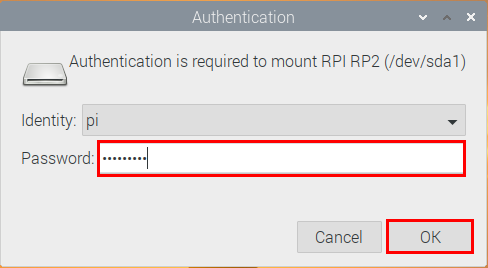 Authentication
Authentication is required to mount RPI RP2 (/dev/sda1)
Identity: pi
Password: •••••••••
Cancel OK